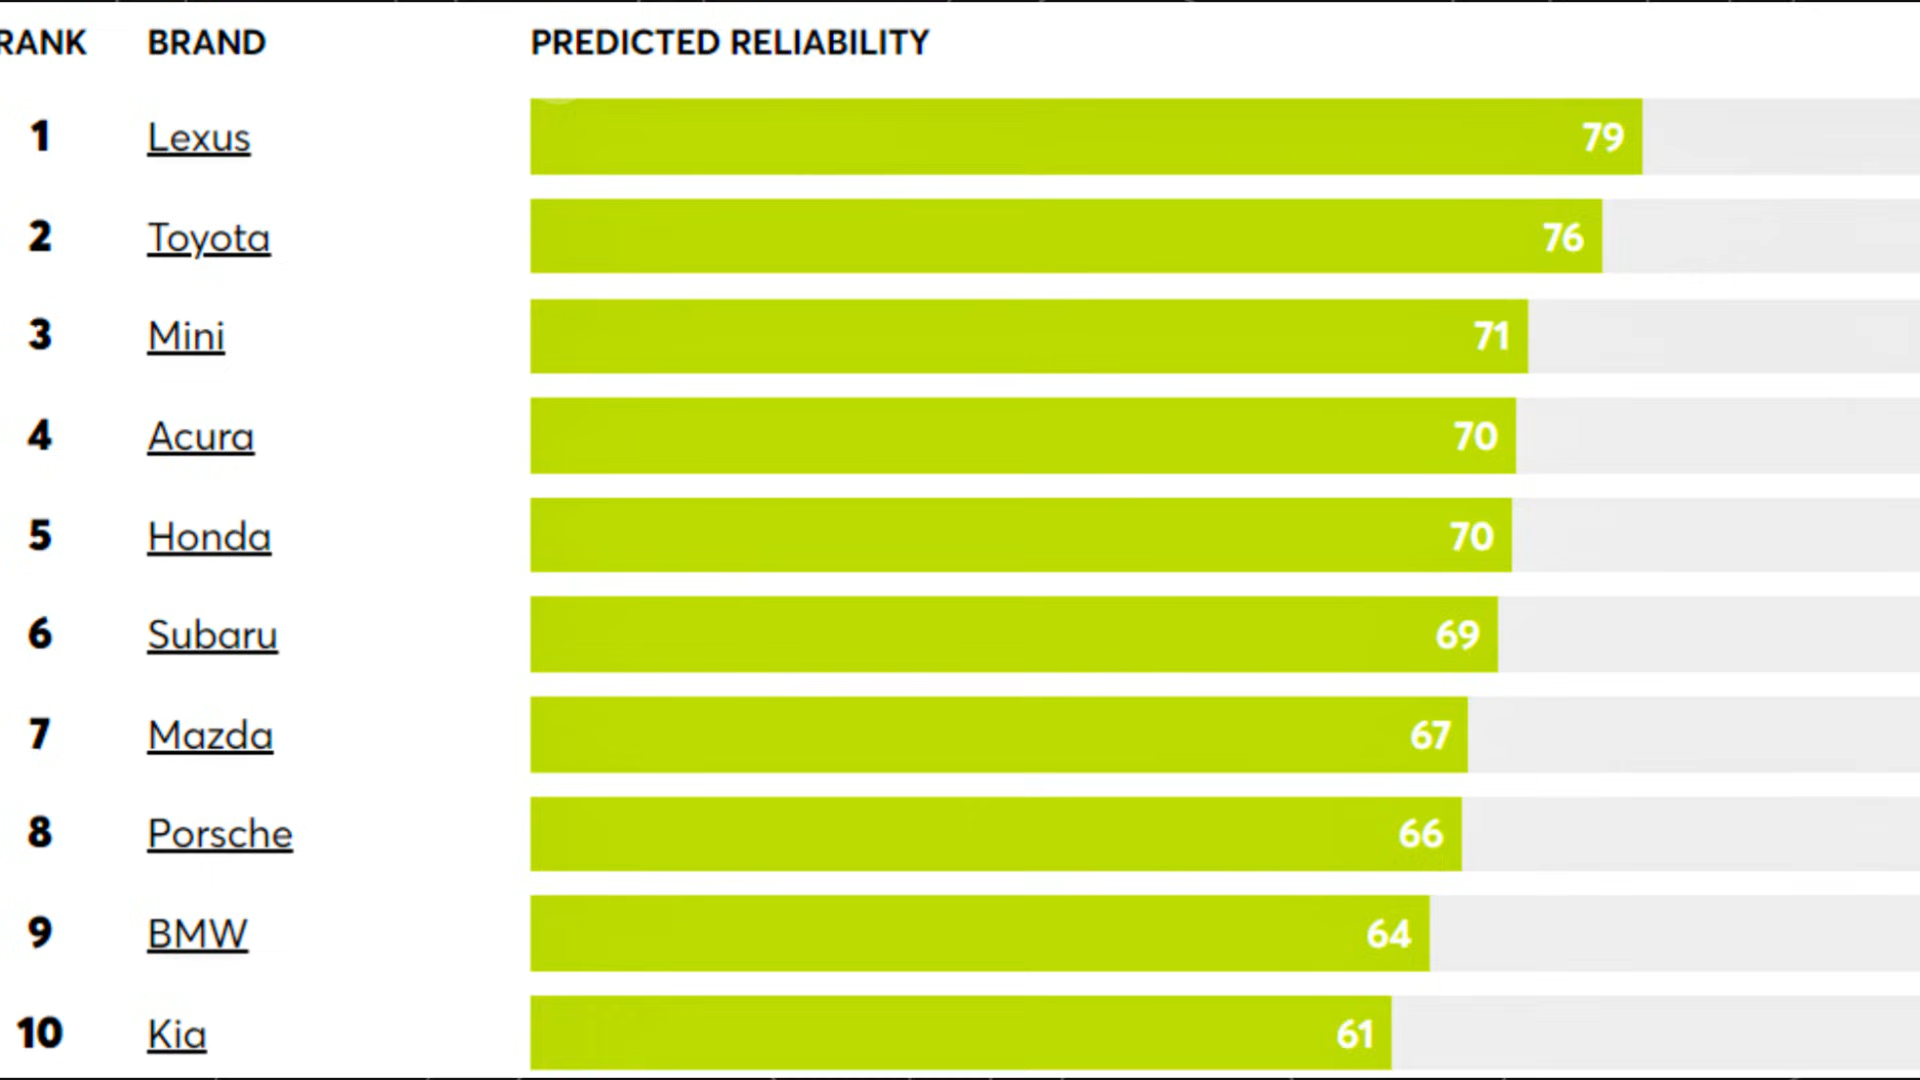 RANK BRAND PREDICTED RELIABILITY
1 Lexus 79
2 Toyota 76
3 Mini 71
4 Acura 70
5 Honda 70
6 Subaru 69
7 Mazda 67
8 Porsche 66
9 BMW 64
10 Kia 61